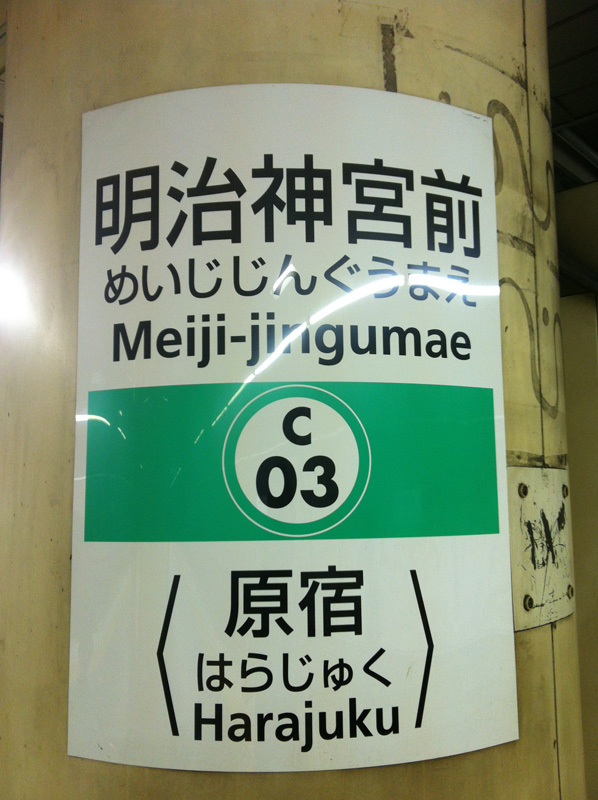 明治神宮前
めいじじんぐうまえ
Meiji-jingumae
C
03
〈原宿
はらじゅく
Harajuku〉